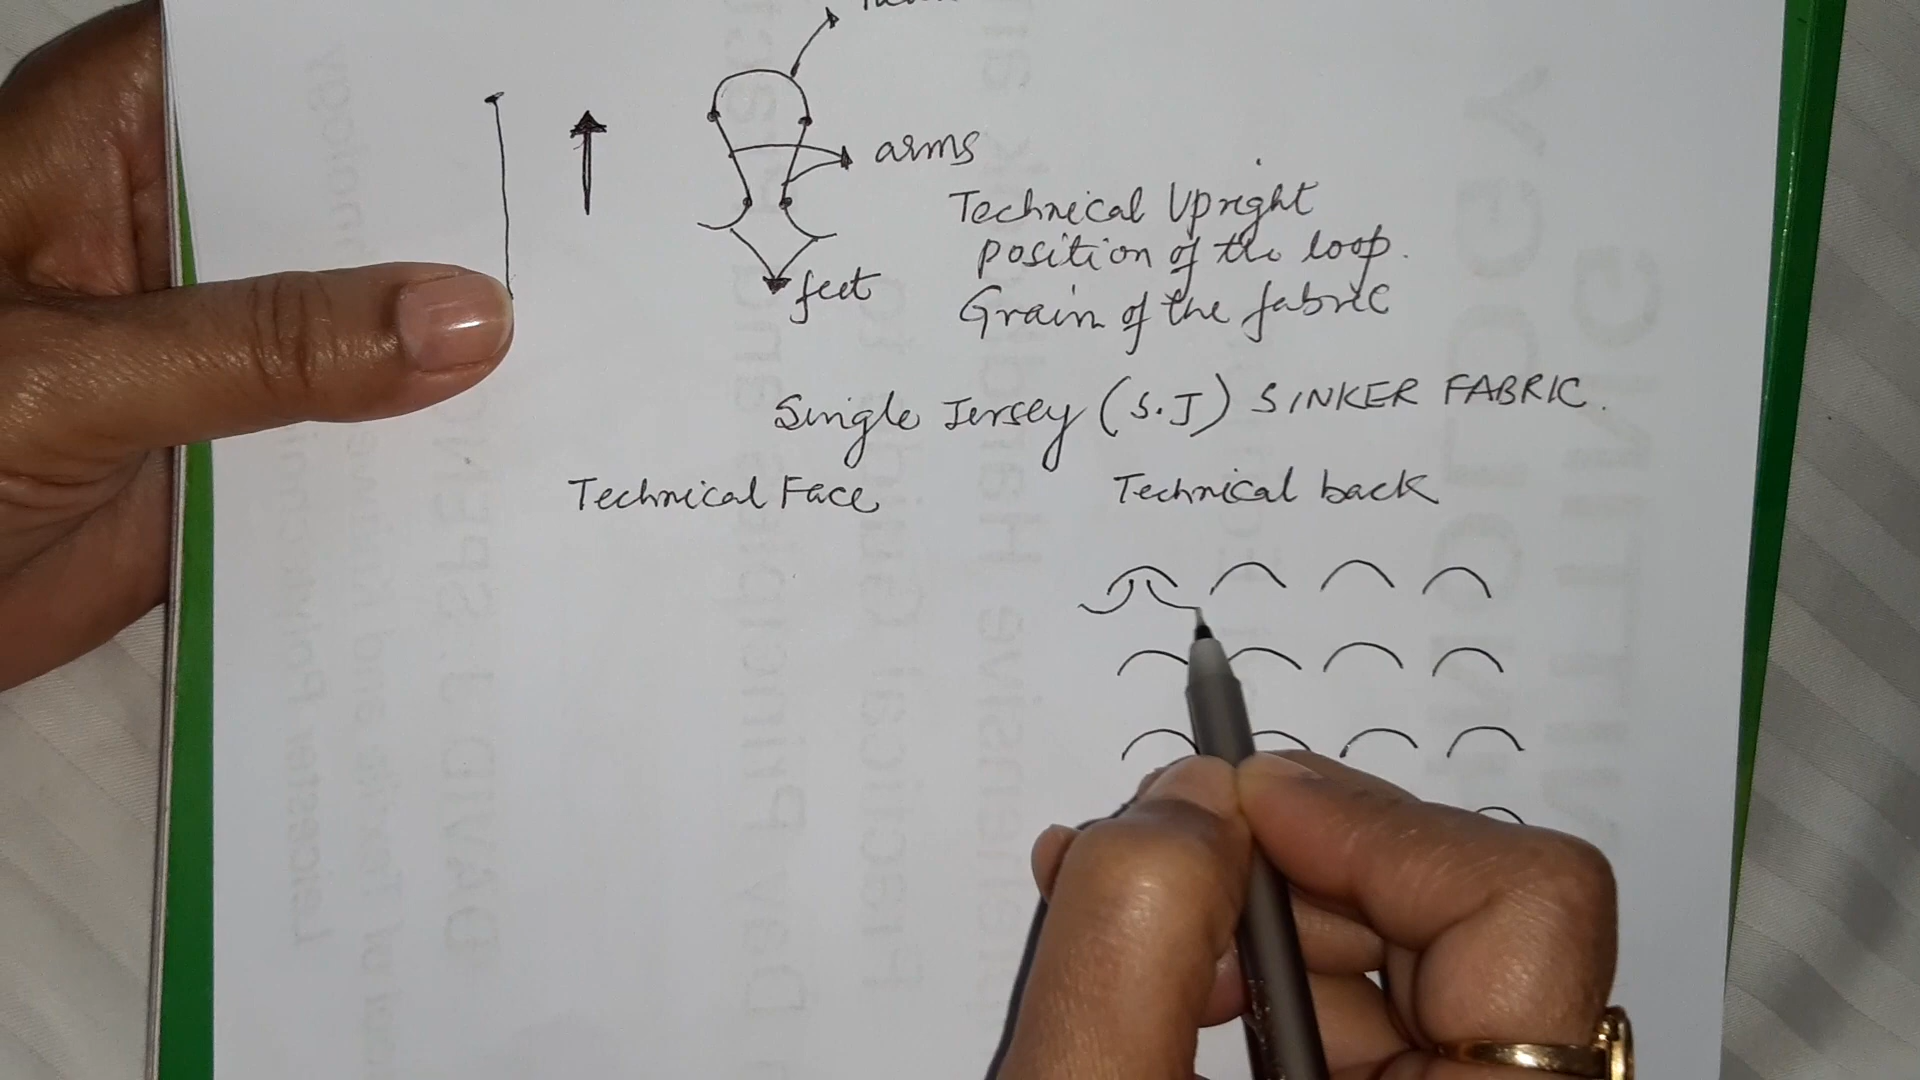 arms
Technical Upright
position of the loop.
Grain of the fabric
feet
Single Jersey (S.J) SINKER FABRIC.
Technical Face
Technical back